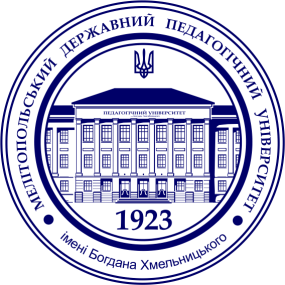 МЕЛІТОПОЛЬСЬКИЙ ДЕРЖАВНИЙ ПЕДАГОГІЧНИЙ УНІВЕРСИТЕТ
ПЕДАГОГІЧНИЙ УНІВЕРСИТЕТ
1923
імені Богдана Хмельницького